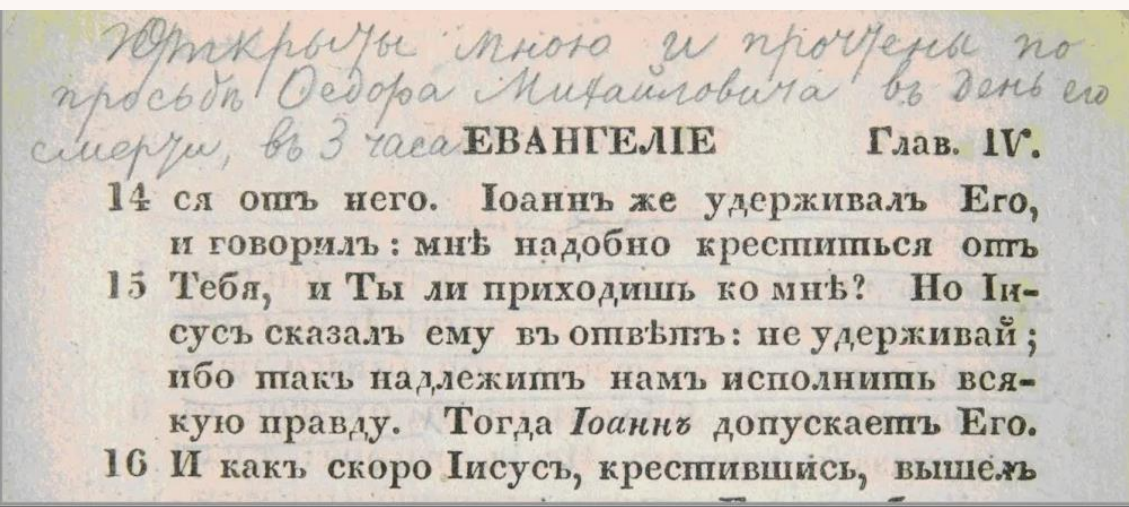 Открыты мною и прочтены по
просьбѣ Ѳедора Михайловича въ день его
смерти, въ 3 часа
ЕВАНГЕЛІЕ Глав. IV.
14 ся отъ него. Іоаннъ же удерживалъ Его,
и говорилъ: мнѣ надобно креститься отъ
15 Тебя, и Ты ли приходишь ко мнѣ? Но Іи-
сусъ сказалъ ему въ отвѣтъ: не удерживай;
ибо такъ надлежитъ намъ исполнить вся-
кую правду. Тогда Іоаннъ допускаетъ Его.
16 И какъ скоро Іисусъ, крестившись, вышелъ